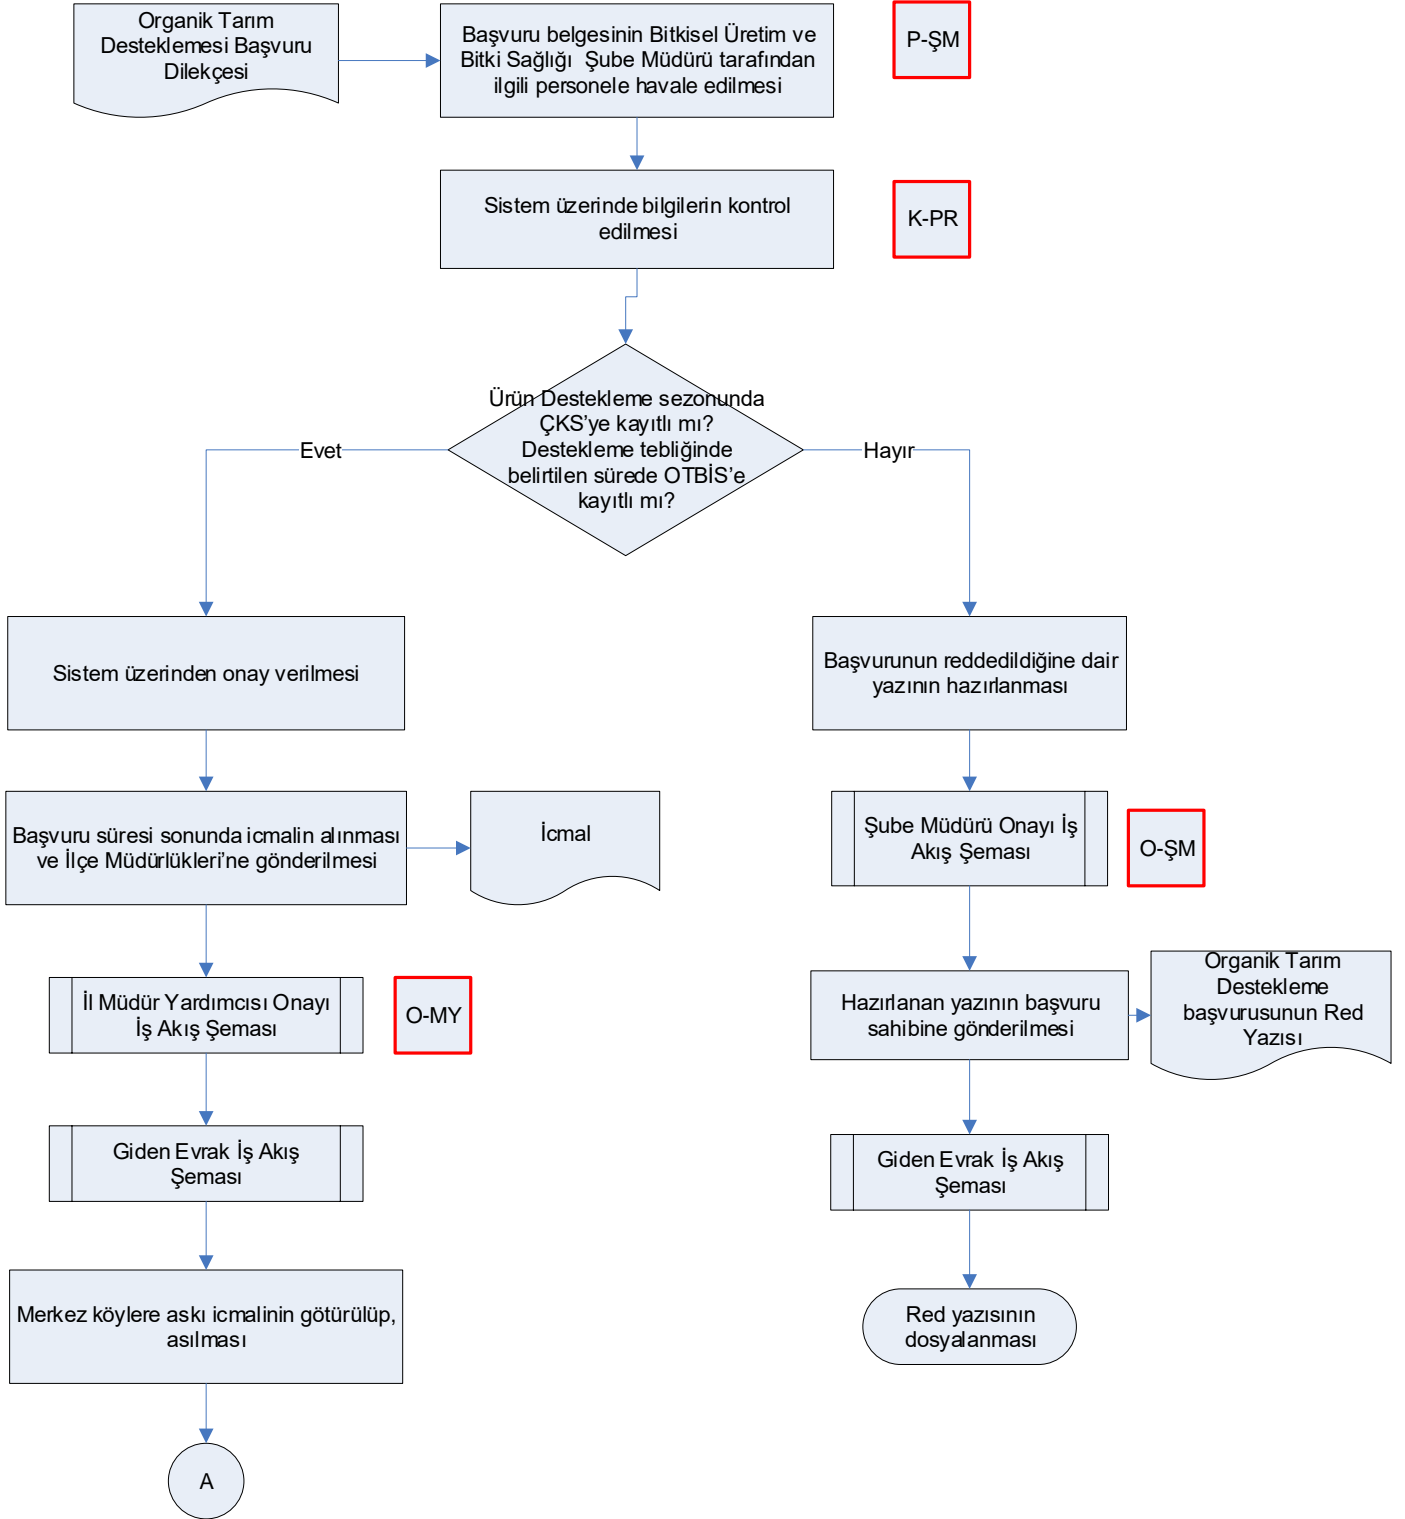 Organik Tarım
Desteklemesi Başvuru
Dilekçesi
Başvuru belgesinin Bitkisel Üretim ve
Bitki Sağlığı Şube Müdürü tarafından
ilgili personele havale edilmesi
P-ŞM
Sistem üzerinde bilgilerin kontrol
edilmesi
K-PR
Ürün Destekleme sezonunda
ÇKS’ye kayıtlı mı?
Destekleme tebliğinde
belirtilen sürede OTBİS’e
kayıtlı mı?
Evet
Hayır
Sistem üzerinden onay verilmesi
Başvurunun reddedildiğine dair
yazının hazırlanması
Başvuru süresi sonunda icmalin alınması
ve İlçe Müdürlükleri’ne gönderilmesi
İcmal
Şube Müdürü Onayı İş
Akış Şeması
O-ŞM
İl Müdür Yardımcısı Onayı
İş Akış Şeması
O-MY
Hazırlanan yazının başvuru
sahibine gönderilmesi
Organik Tarım
Destekleme
başvurusunun Red
Yazısı
Giden Evrak İş Akış
Şeması
Giden Evrak İş Akış
Şeması
Merkez köylere askı icmalinin götürülüp,
asılması
Red yazısının
dosyalanması
A